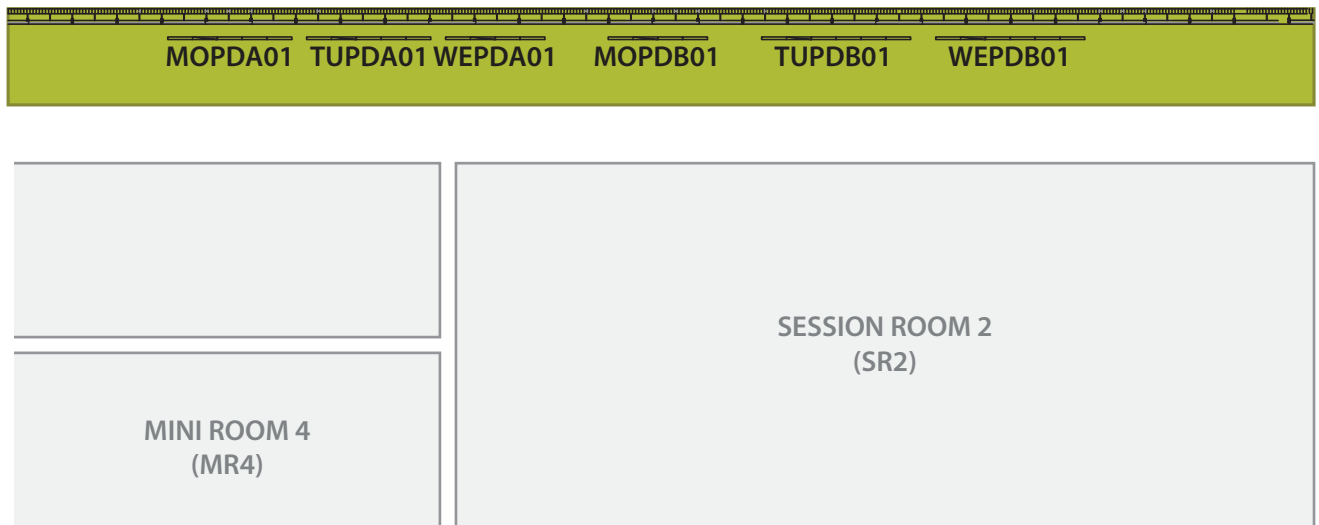 MOPDA01 TUPDA01 WEPDA01 MOPDB01 TUPDB01 WEPDB01
SESSION ROOM 2
(SR2)
MINI ROOM 4
(MR4)